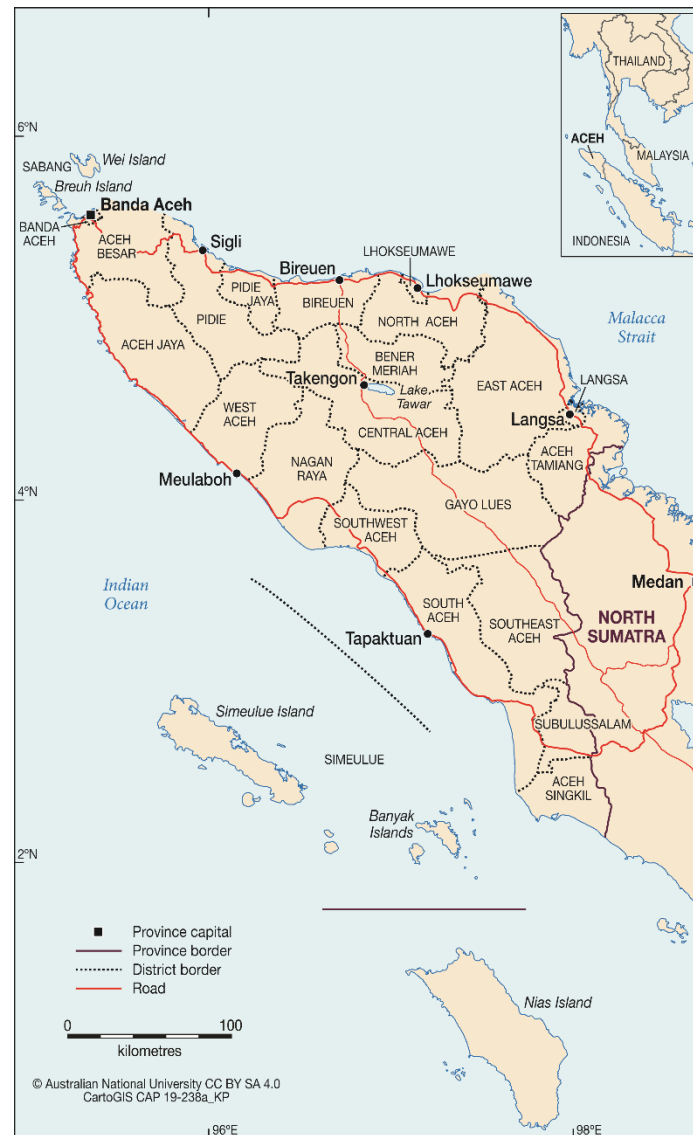 THAILAND
ACEH
MALAYSIA
INDONESIA
6°N
Wei Island
SABANG
Breuh Island
Banda Aceh
BANDA
ACEH
ACEH
BESAR
Sigli
LHOKSEUMAWE
Bireuen
Lhokseumawe
PIDIE
JAYA
BIREUEN
PIDIE
NORTH ACEH
Malacca
Strait
ACEH JAYA
BENER
MERIAH
Takengon
Lake
Tawar
EAST ACEH
LANGSA
WEST
ACEH
Langsa
CENTRAL ACEH
ACEH
TAMIANG
NAGAN
RAYA
Meulaboh
4°N
GAYO LUES
SOUTHWEST
ACEH
Indian
Ocean
Medan
SOUTH
ACEH
SOUTHEAST
ACEH
NORTH
SUMATRA
Tapaktuan
Simeulue Island
SUBULUSSALAM
SIMEULUE
ACEH
SINGKIL
Banyak
Islands
2°N
Province capital
Province border
District border
Road
Nias Island
0 100
kilometres
© Australian National University CC BY SA 4.0
CartoGIS CAP 19-238a_KP
96°E
98°E